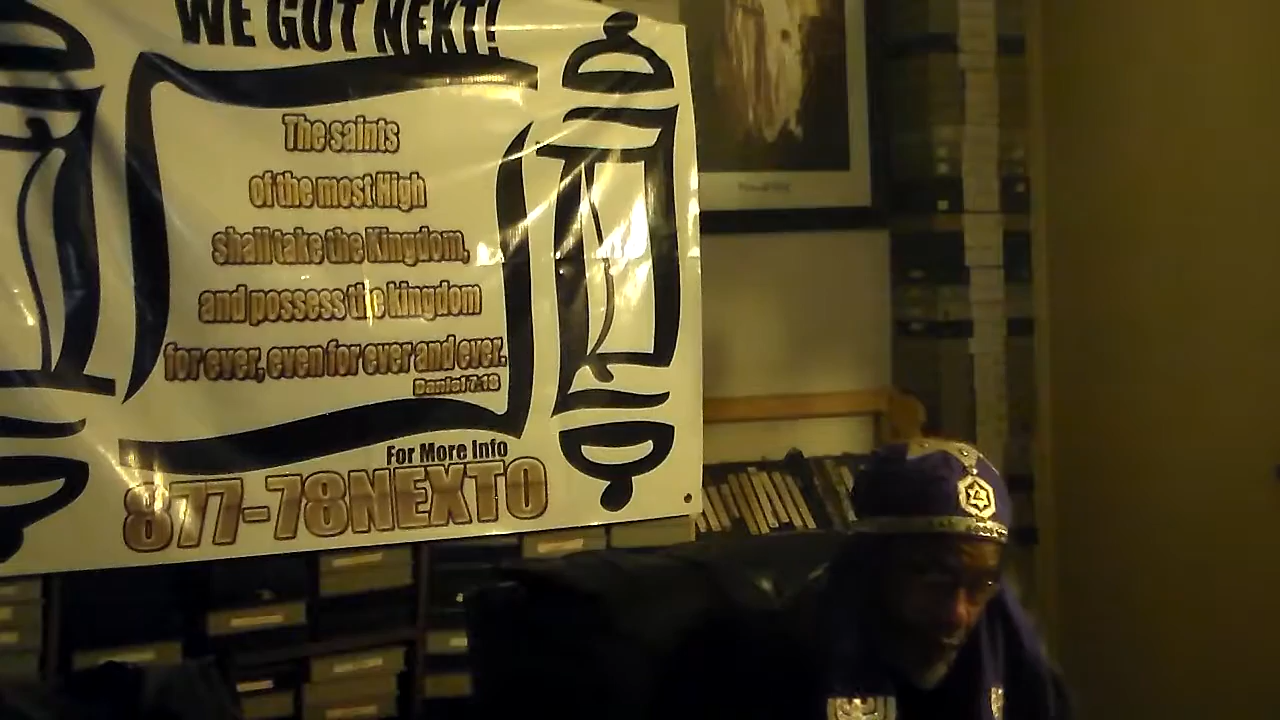 WE GOT NEXT!
The saints
of the most High
shall take the Kingdom,
and possess the kingdom
for ever, even for ever and ever.
Daniel 7:18
For More Info
877-78NEXTO